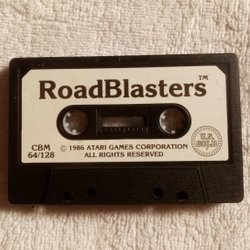 RoadBlasters™
© 1986 ATARI GAMES CORPORATION
ALL RIGHTS RESERVED
CBM
64/128
U.S.
GOLD